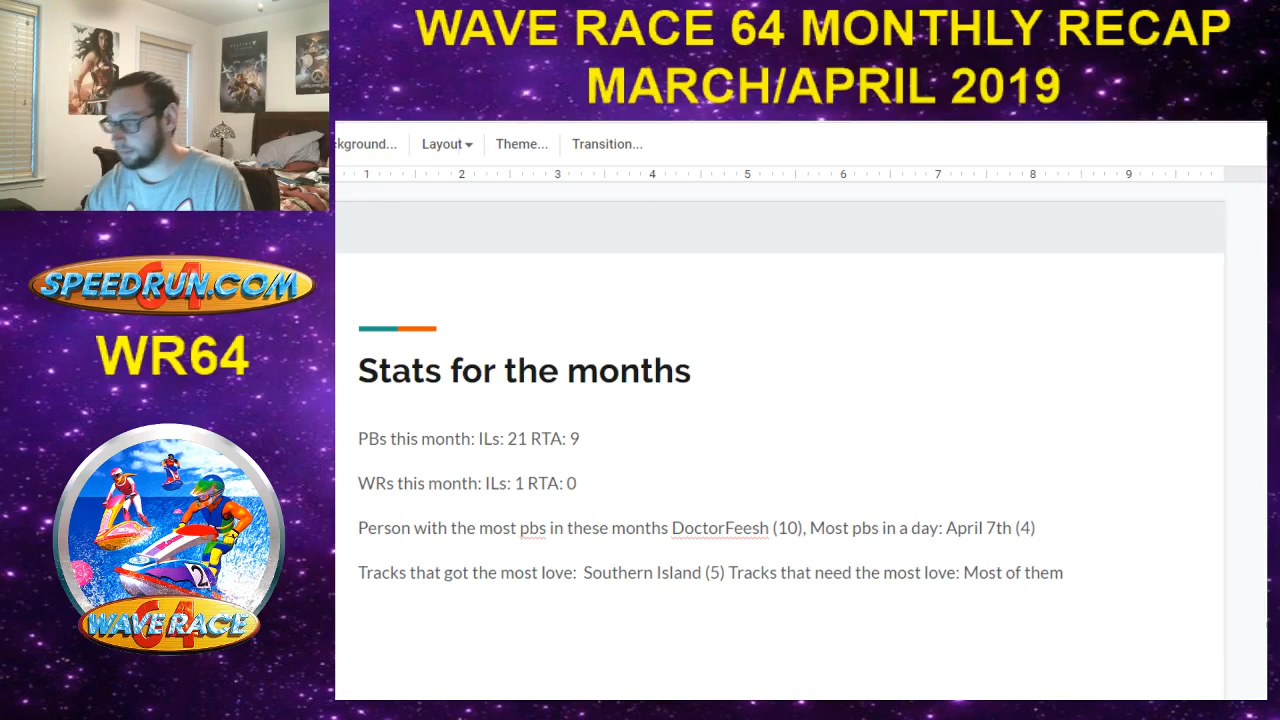 WAVE RACE 64 MONTHLY RECAP
MARCH/APRIL 2019
ckground...
Layout
Theme...
Transition...
1 2 3 4 5 6 7 8 9
SPEEDRUN.COM
64
WR64
Stats for the months
PBs this month: ILs: 21 RTA: 9
WRs this month: ILs: 1 RTA: 0
Person with the most pbs in these months DoctorFeesh (10), Most pbs in a day: April 7th (4)
Tracks that got the most love:  Southern Island (5) Tracks that need the most love: Most of them
2
WAVE RACE
64